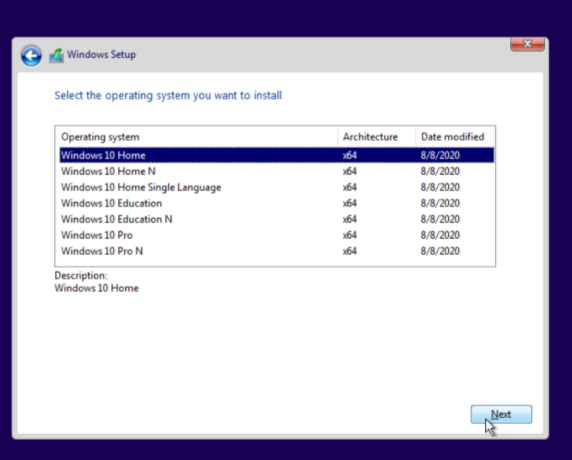 Windows Setup
Select the operating system you want to install
Operating system Architecture Date modified
Windows 10 Home x64 8/8/2020
Windows 10 Home N x64 8/8/2020
Windows 10 Home Single Language x64 8/8/2020
Windows 10 Education x64 8/8/2020
Windows 10 Education N x64 8/8/2020
Windows 10 Pro x64 8/8/2020
Windows 10 Pro N x64 8/8/2020
Description:
Windows 10 Home
Next